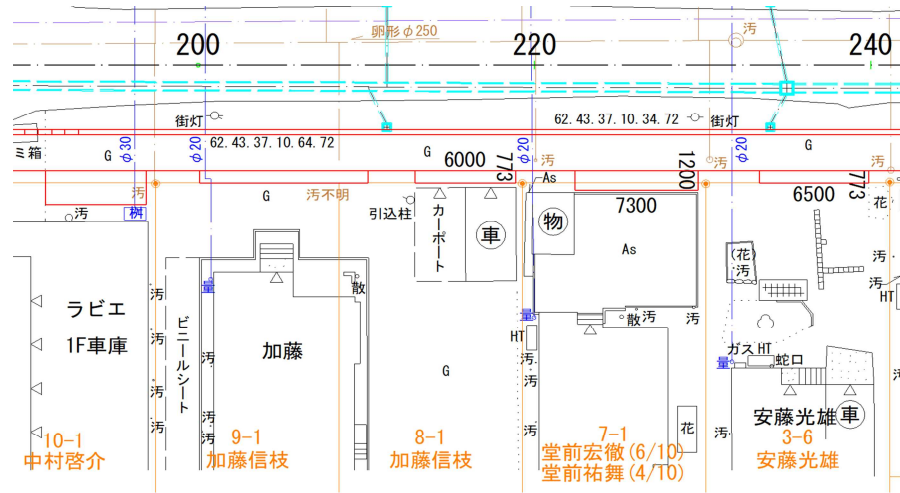 200
卵形φ250
220
汚
240
街灯
62.43.37.10.64.72
62.43.37.10.34.72
街灯
ミ箱
G
φ30
φ20
G
6000
773
φ20
汚
1200
φ20
G
汚
汚
桝
汚
G
汚不明
引込柱
カーポート
車
As
物
7300
As
6500
773
花
(花)
汚
汚
汚
HT
ラビエ
1F車庫
汚
汚
汚
汚
ビニールシート
量
加藤
散
汚
汚
汚
G
量
HT
汚
汚
散
汚
汚
花
汚
量
ガス
HT
蛇口
安藤光雄
車
汚
10-1
中村啓介
9-1
加藤信枝
8-1
加藤信枝
7-1
堂前宏徹(6/10)
堂前祐舞(4/10)
3-6
安藤光雄